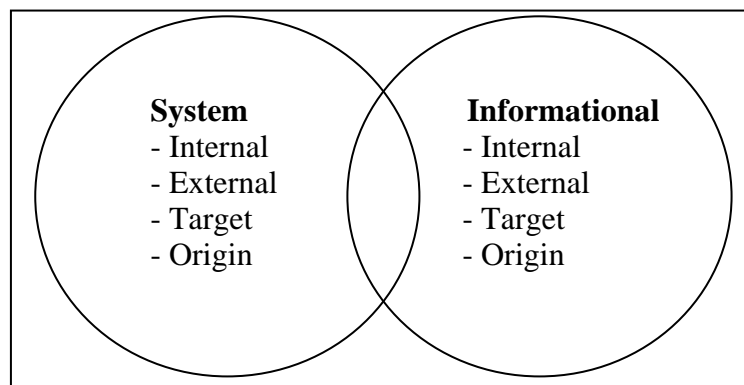 System
- Internal
- External
- Target
- Origin
Informational
- Internal
- External
- Target
- Origin